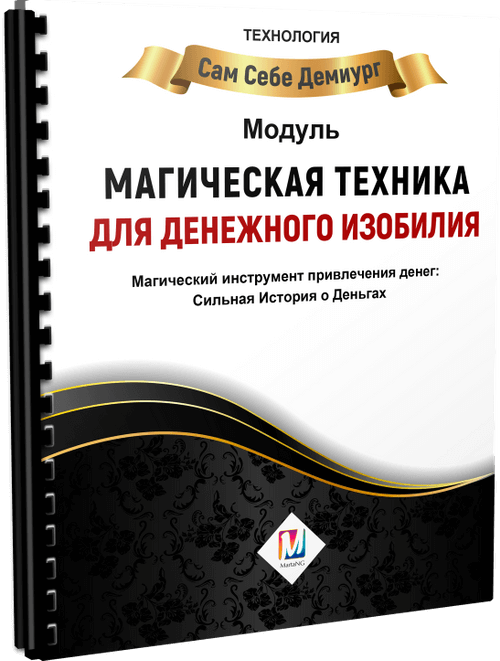 ТЕХНОЛОГИЯ
Сам Себе Демиург
Модуль
МАГИЧЕСКАЯ ТЕХНИКА
ДЛЯ ДЕНЕЖНОГО ИЗОБИЛИЯ
Магический инструмент привлечения денег:
Сильная История о Деньгах
M
MartaNG